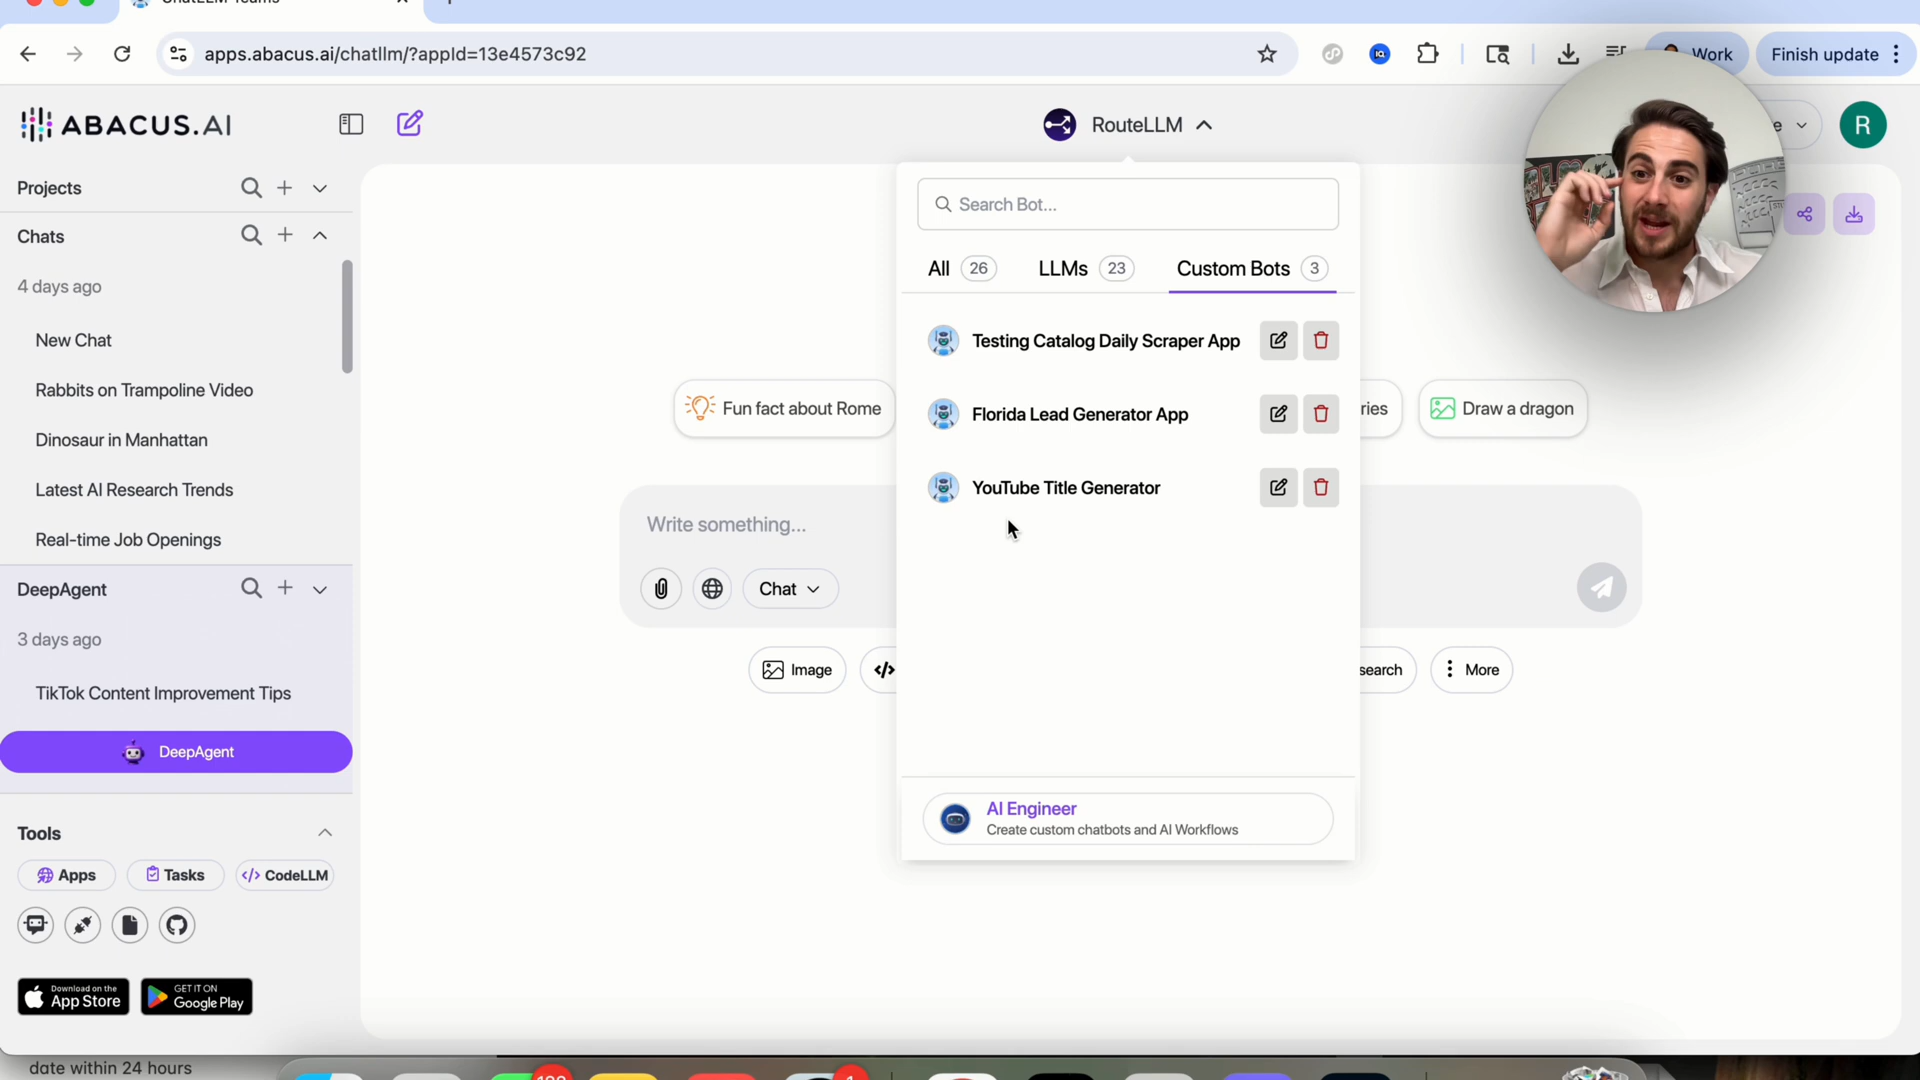 apps.abacus.ai/chatllm/?appId=13e4573c92
Work
Finish update
ABACUS.AI
RouteLLM
R
Projects
Chats
4 days ago
New Chat
Rabbits on Trampoline Video
Dinosaur in Manhattan
Latest AI Research Trends
Real-time Job Openings
DeepAgent
3 days ago
TikTok Content Improvement Tips
DeepAgent
Tools
Apps
Tasks
</> CodeLLM
Download on the
App Store
GET IT ON
Google Play
Search Bot...
All 26
LLMs 23
Custom Bots 3
Testing Catalog Daily Scraper App
Florida Lead Generator App
YouTube Title Generator
AI Engineer
Create custom chatbots and AI Workflows
Fun fact about Rome
ries
Draw a dragon
Write something...
Chat
Image
</>
search
More
date within 24 hours